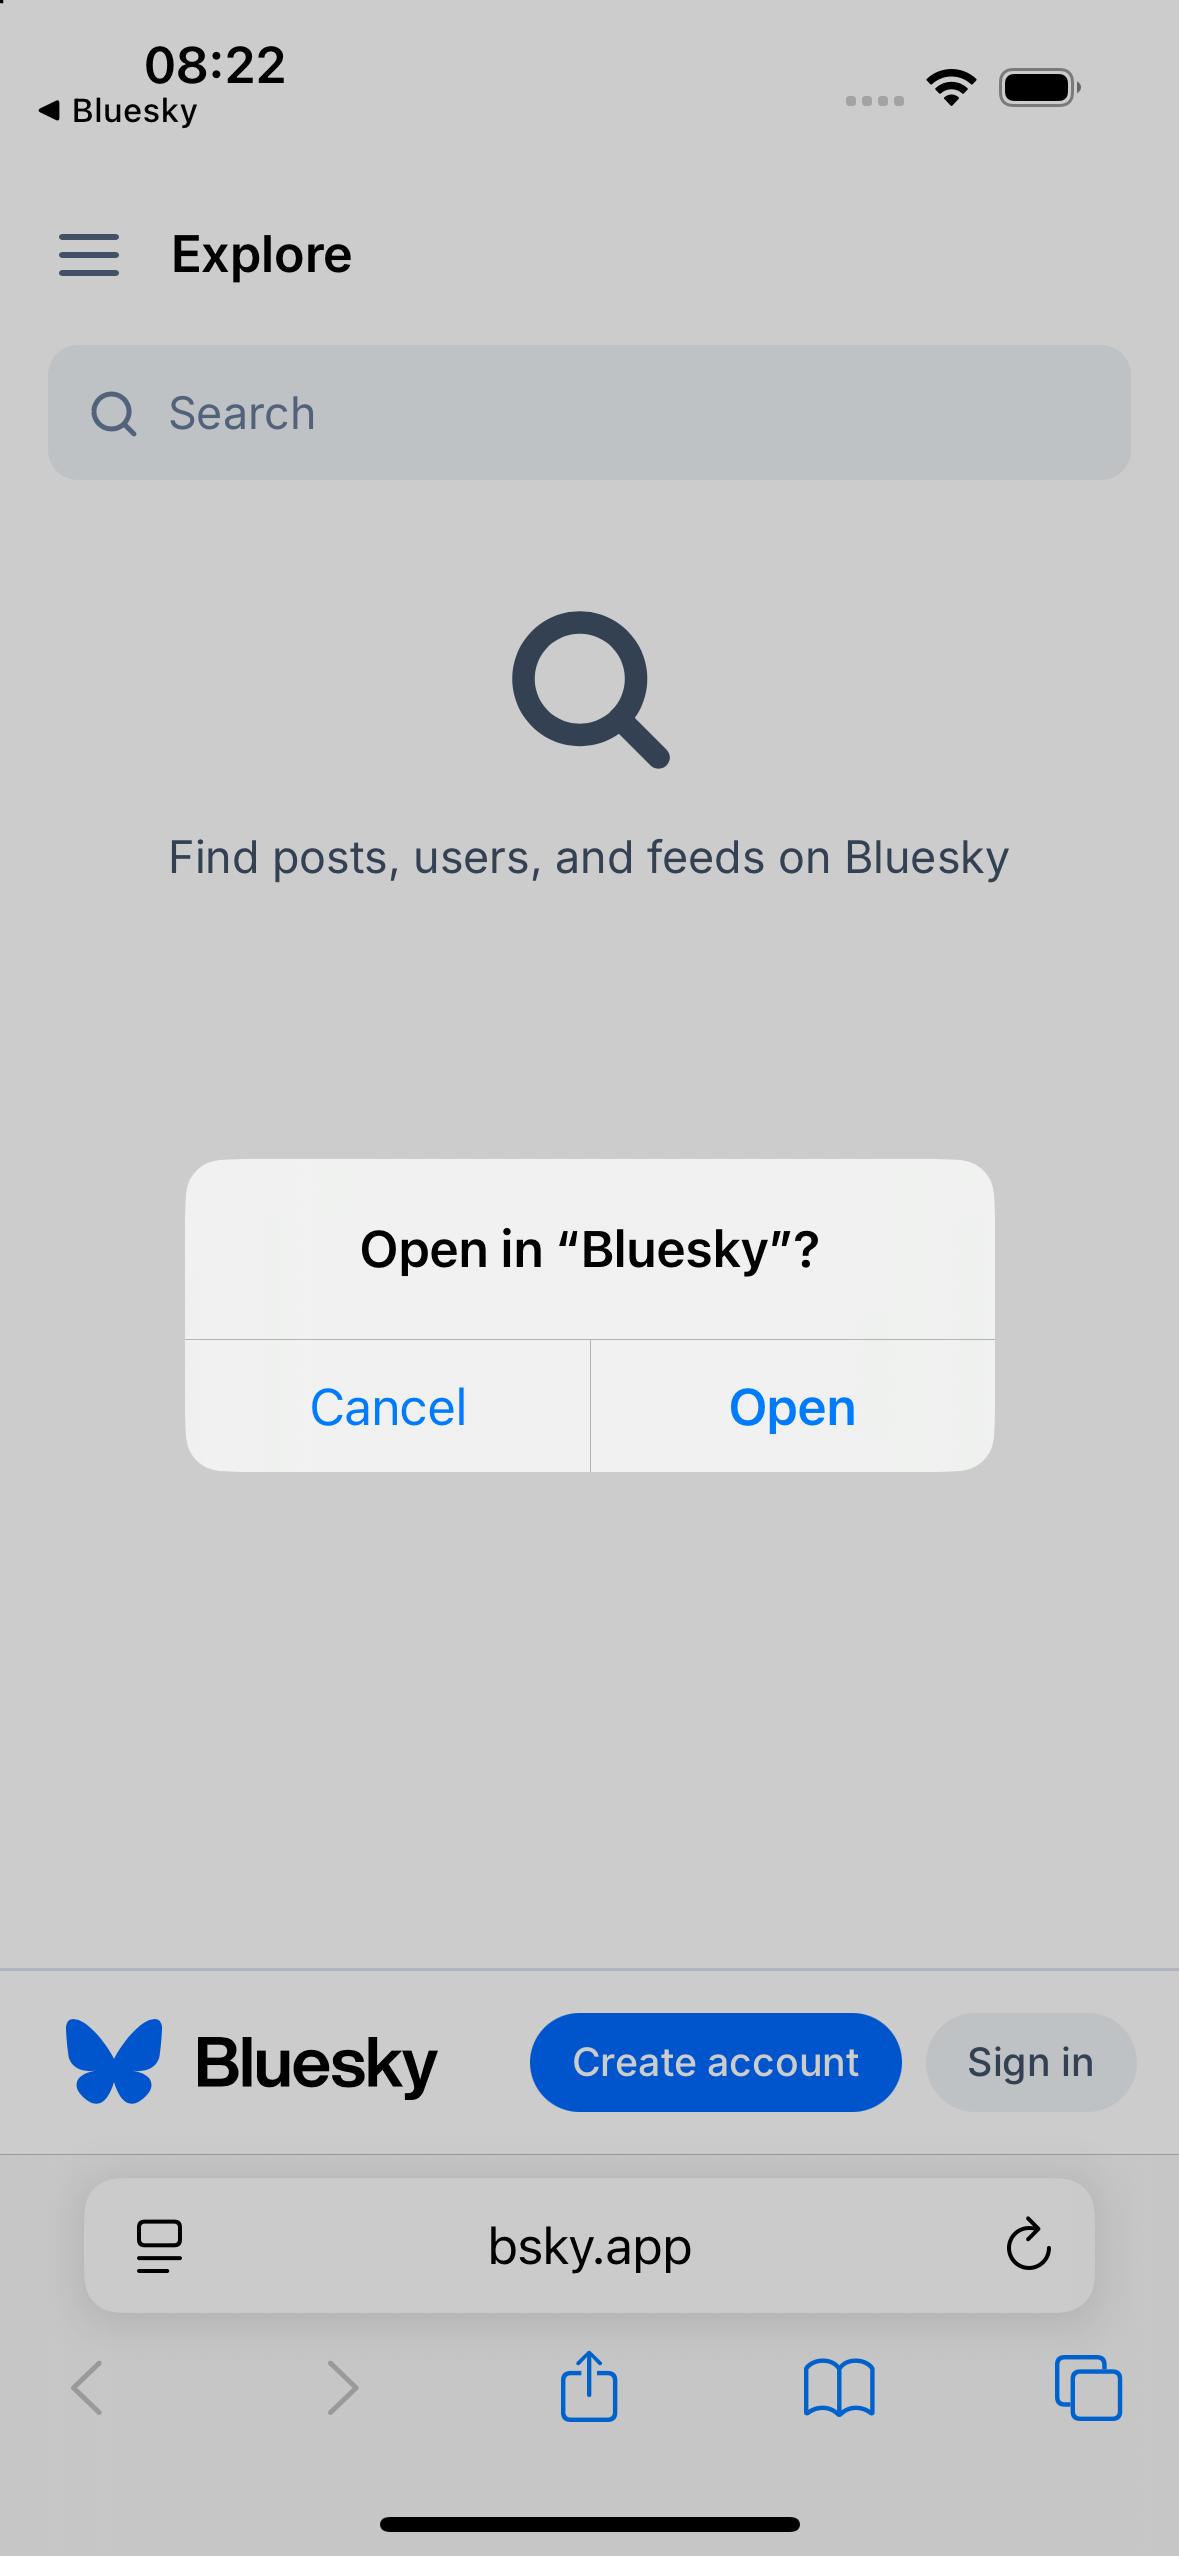 08:22
Bluesky
Explore
Search
Find posts, users, and feeds on Bluesky
Open in “Bluesky”?
Cancel
Open
Bluesky
Create account
Sign in
bsky.app